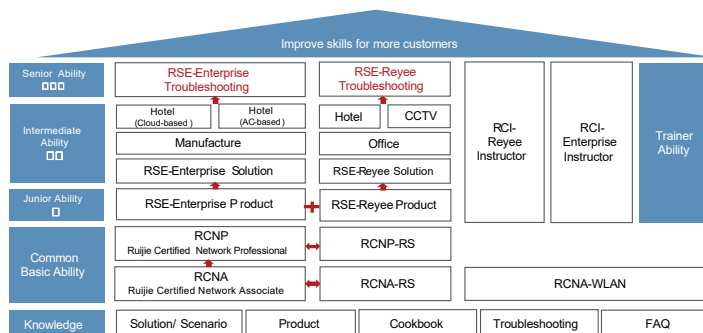 Improve skills for more customers
Senior Ability
RSE-Enterprise
Troubleshooting
RSE-Reyee
Troubleshooting
Hotel
(Cloud-based )
Hotel
(AC-based )
Hotel
CCTV
Intermediate
Ability
Manufacture
Office
RSE-Enterprise Solution
RSE-Reyee Solution
RCI-
Reyee
Instructor
RCI-
Enterprise
Instructor
Trainer
Ability
Junior Ability
RSE-Enterprise P roduct
RSE-Reyee Product
Common
Basic Ability
RCNP
Ruijie Certified Network Professional
RCNP-RS
RCNA
Ruijie Certified Network Associate
RCNA-RS
RCNA-WLAN
Knowledge
Solution/ Scenario
Product
Cookbook
Troubleshooting
FAQ